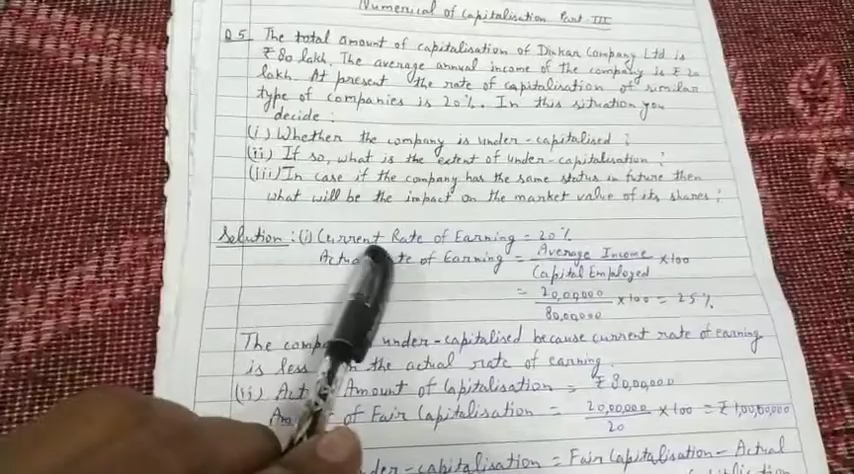 Numerical of Capitalisation Part III
Q5. The total amount of capitalisation of Dinkar Company Ltd is
₹80 lakh. The average annual income of the company is ₹20
lakh. At present the rate of capitalisation of similar
type of companies is 20%. In this situation you
decide:
(i) Whether the company is under-capitalised;
(ii) If so, what is the extent of under-capitalisation;
(iii) In case if the company has the same status in future then
what will be the impact on the market value of its shares;
Solution: (i) Current Rate of Earning = 20%
of Earning = Average Income / Capital Employed × 100
= 20,00,000 / 80,00,000 × 100 = 25%
The under-capitalised because current rate of earning
is less the actual rate of earning.
(ii) Amount of Capitalisation = ₹80,00,000
of Fair Capitalisation = 20,00,000 / 20 × 100 = ₹1,00,00,000
-capitalisation = Fair Capitalisation - Actual